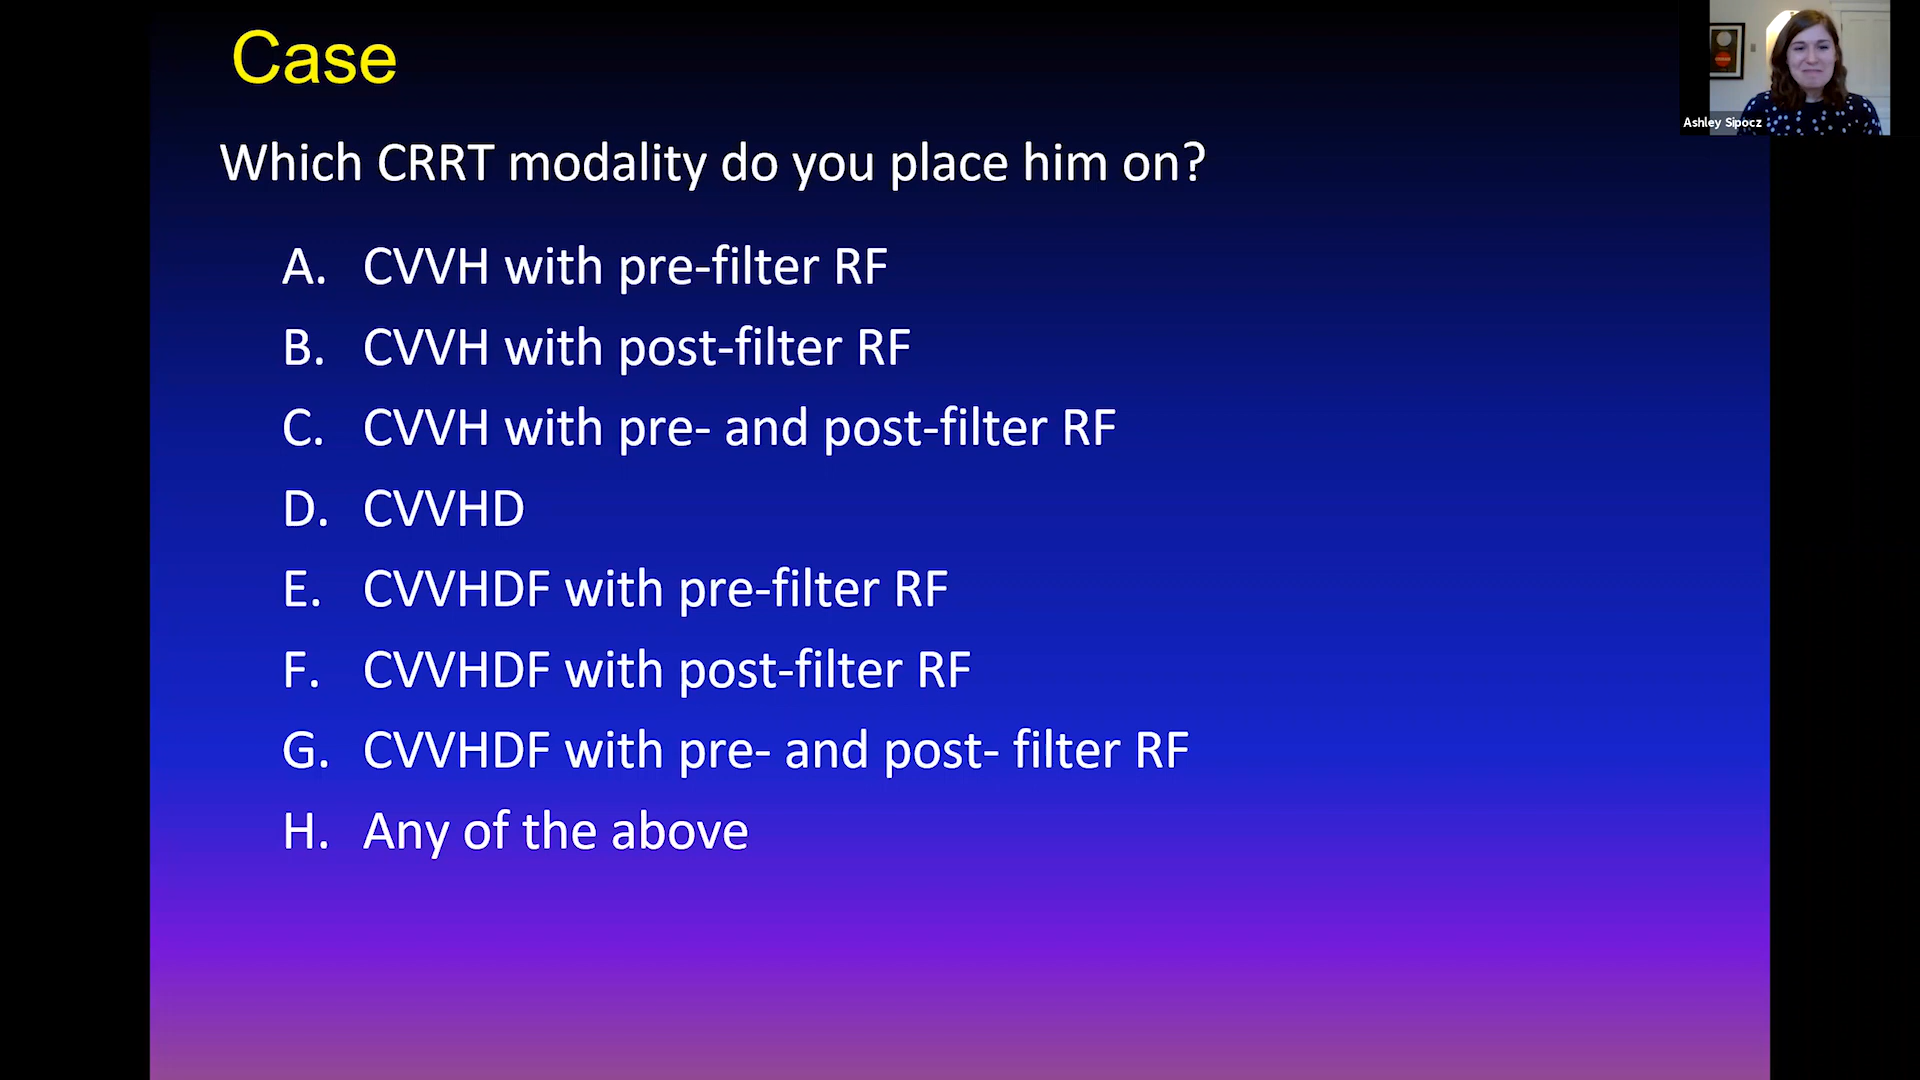 Case
Which CRRT modality do you place him on?
A. CVVH with pre-filter RF
B. CVVH with post-filter RF
C. CVVH with pre- and post-filter RF
D. CVVHD
E. CVVHDF with pre-filter RF
F. CVVHDF with post-filter RF
G. CVVHDF with pre- and post- filter RF
H. Any of the above
Ashley Sipocz